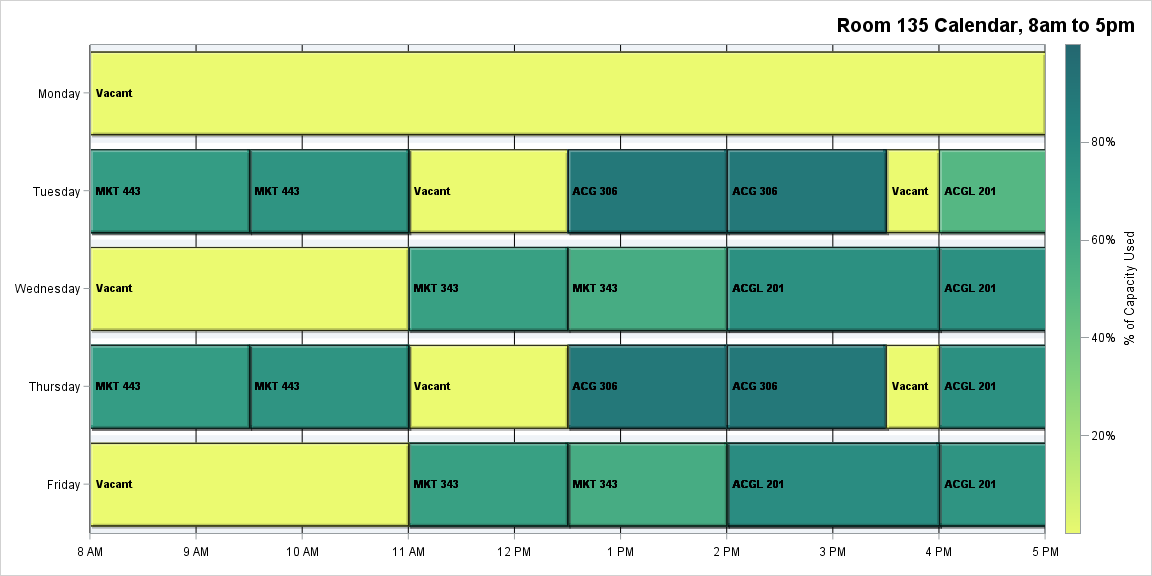 Room 135 Calendar, 8am to 5pm
Monday
Vacant
Tuesday
MKT 443
MKT 443
Vacant
ACG 306
ACG 306
Vacant
ACGL 201
Wednesday
Vacant
MKT 343
MKT 343
ACGL 201
ACGL 201
Thursday
MKT 443
MKT 443
Vacant
ACG 306
ACG 306
Vacant
ACGL 201
Friday
Vacant
MKT 343
MKT 343
ACGL 201
ACGL 201
8 AM
9 AM
10 AM
11 AM
12 PM
1 PM
2 PM
3 PM
4 PM
5 PM
80%
60%
40%
20%
% of Capacity Used